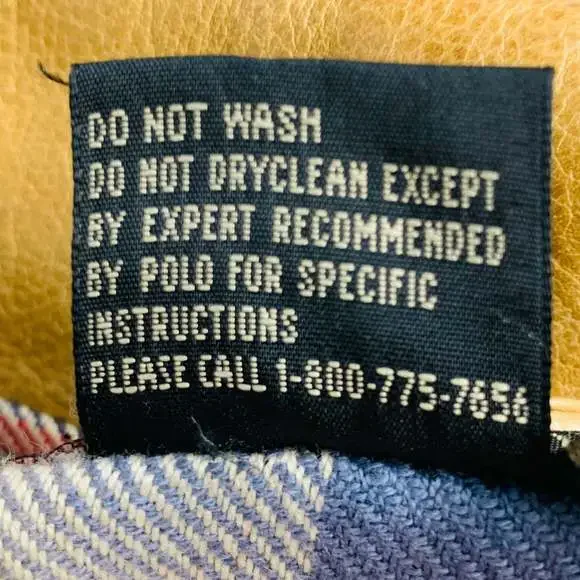 DO NOT WASH
DO NOT DRYCLEAN EXCEPT
BY EXPERT RECOMMENDED
BY POLO FOR SPECIFIC
INSTRUCTIONS
PLEASE CALL 1-800-775-7656